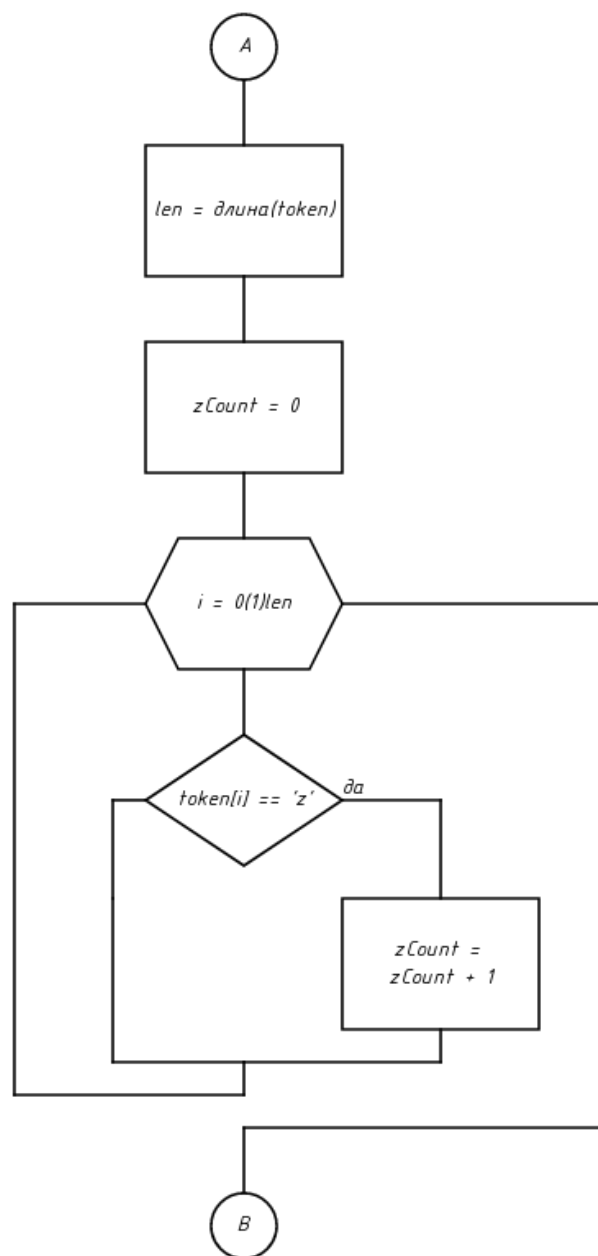 A
len = длина(token)
zCount = 0
i = 0(1)len
token[i] == 'z'
да
zCount =
zCount + 1
B